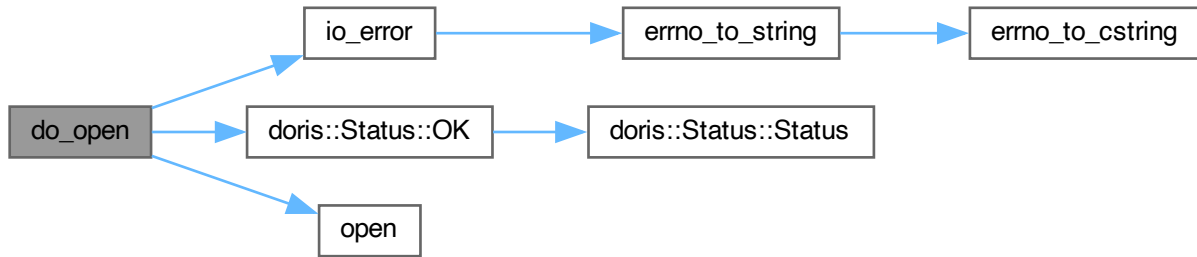 io_error
errno_to_string
errno_to_cstring
do_open
doris::Status::OK
doris::Status::Status
open